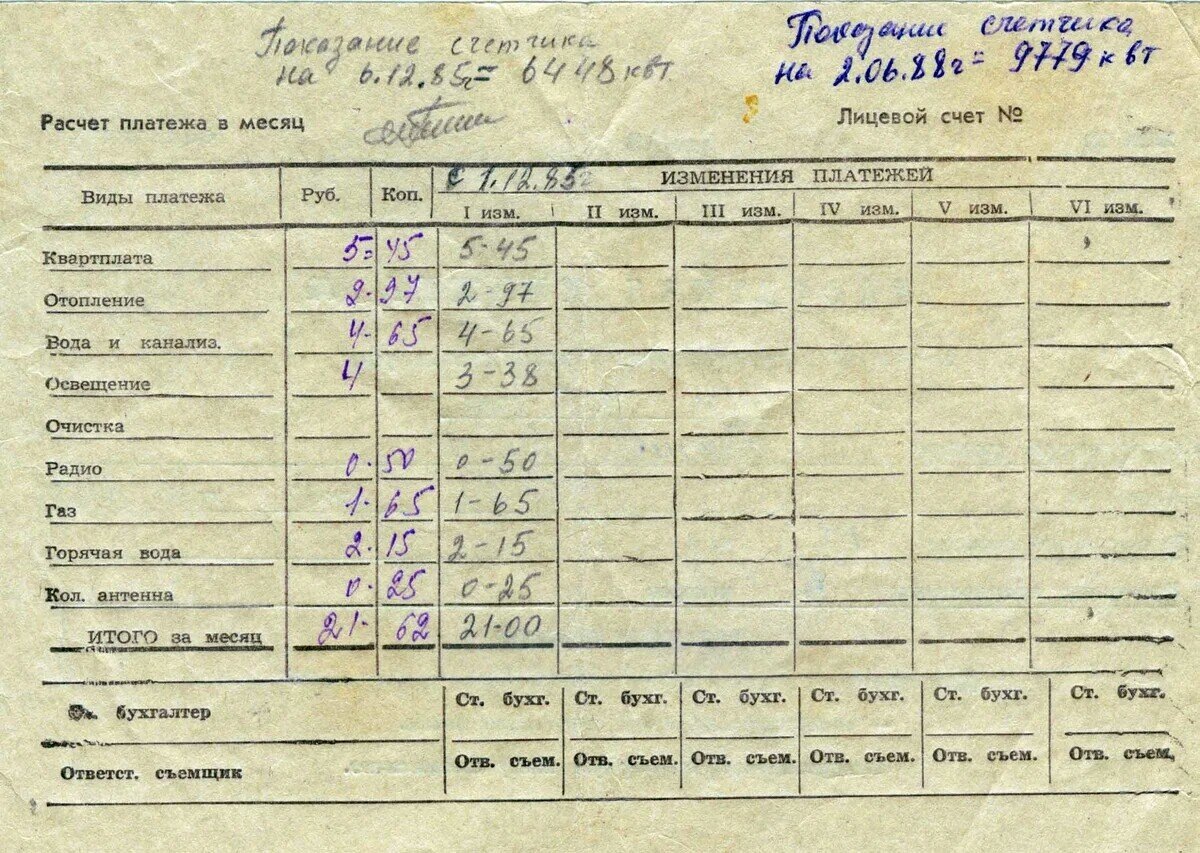 Показание счетчика
на 6.12.85г= 6448 квт
Показание счетчика
на 2.06.88г= 9779 квт
Расчет платежа в месяц
Лицевой счет №
Виды платежа Руб. Коп. с 1.12.85г ИЗМЕНЕНИЯ ПЛАТЕЖЕЙ
I изм. II изм. III изм. IV изм. V изм. VI изм.
Квартплата 5= 45 5-45
Отопление 2- 97 2-97
Вода и канализ. 4- 65 4-65
Освещение 4 3-38
Очистка
Радио 0- 50 0-50
Газ 1- 65 1-65
Горячая вода 2- 15 2-15
Кол. антенна 0- 25 0-25
ИТОГО за месяц 21- 62 21-00
бухгалтер Ст. бухг. Ст. бухг. Ст. бухг. Ст. бухг. Ст. бухг. Ст. бухг.
Ответст. съемщик Отв. съем. Отв. съем. Отв. съем. Отв. съем. Отв. съем. Отв. съем.